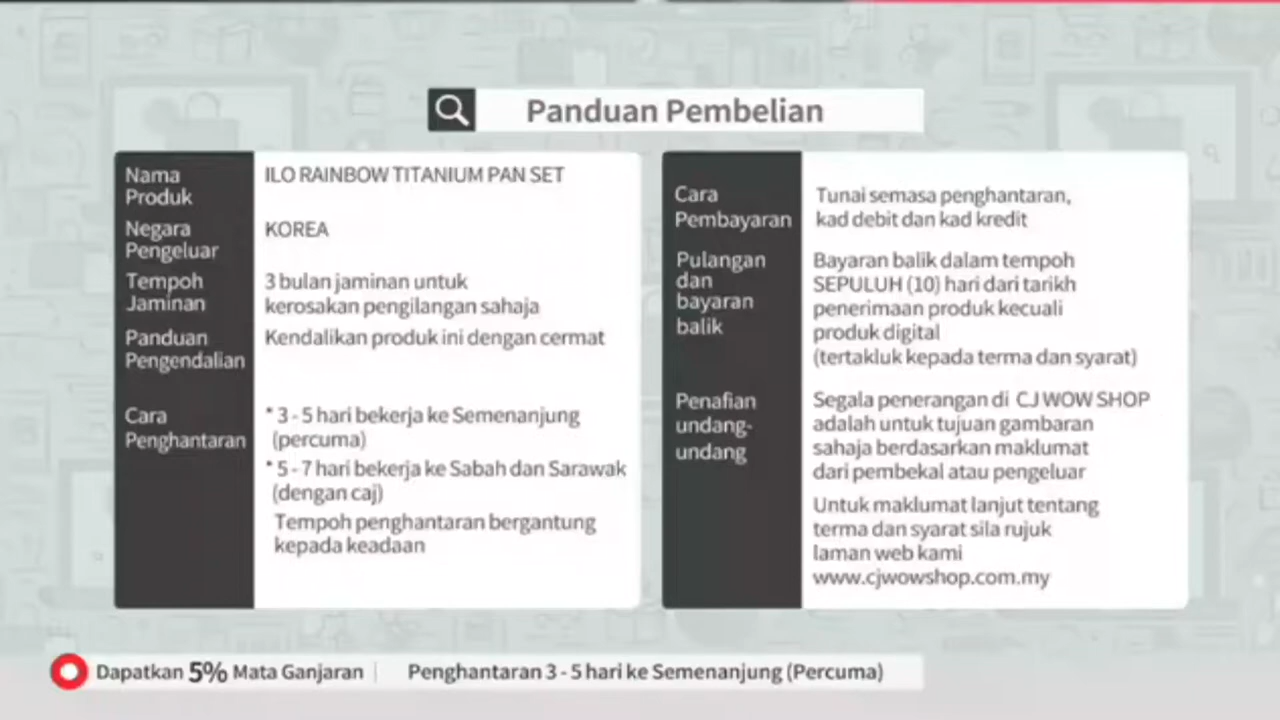 Panduan Pembelian
Nama
Produk
ILO RAINBOW TITANIUM PAN SET
Negara
Pengeluar
KOREA
Tempoh
Jaminan
3 bulan jaminan untuk
kerosakan pengilangan sahaja
Panduan
Pengendalian
Kendalikan produk ini dengan cermat
Cara
Penghantaran
* 3 - 5 hari bekerja ke Semenanjung
(percuma)
* 5 - 7 hari bekerja ke Sabah dan Sarawak
(dengan caj)
Tempoh penghantaran bergantung
kepada keadaan
Cara
Pembayaran
Tunai semasa penghantaran,
kad debit dan kad kredit
Pulangan
dan
bayaran
balik
Bayaran balik dalam tempoh
SEPULUH (10) hari dari tarikh
penerimaan produk kecuali
produk digital
(tertakluk kepada terma dan syarat)
Penafian
undang-
undang
Segala penerangan di CJ WOW SHOP
adalah untuk tujuan gambaran
sahaja berdasarkan maklumat
dari pembekal atau pengeluar
Untuk maklumat lanjut tentang
terma dan syarat sila rujuk
laman web kami
www.cjwowshop.com.my
Dapatkan 5% Mata Ganjaran | Penghantaran 3 - 5 hari ke Semenanjung (Percuma)